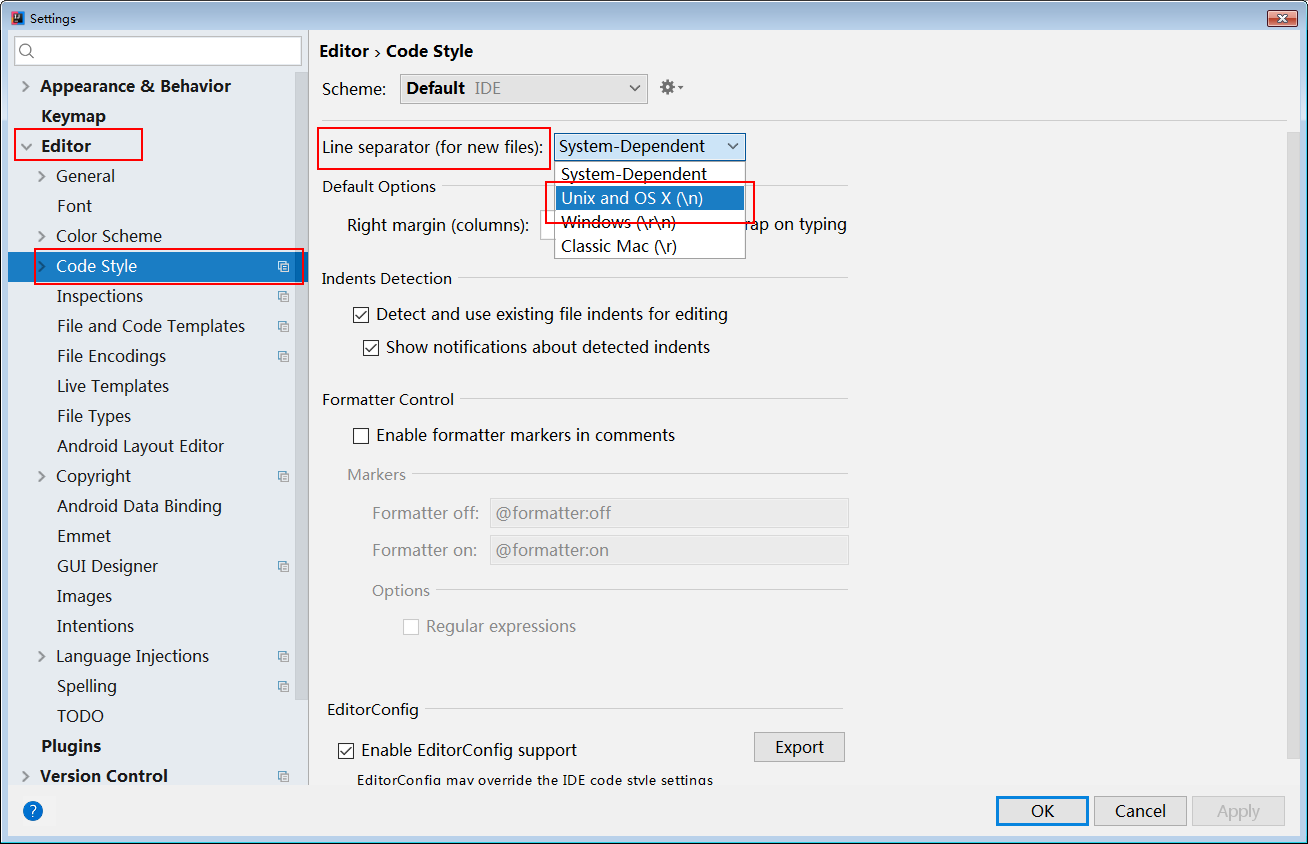 Settings
Appearance & Behavior
Keymap
Editor
General
Font
Color Scheme
Code Style
Inspections
File and Code Templates
File Encodings
Live Templates
File Types
Android Layout Editor
Copyright
Android Data Binding
Emmet
GUI Designer
Images
Intentions
Language Injections
Spelling
TODO
Plugins
Version Control
Editor › Code Style
Scheme: Default IDE
Line separator (for new files): System-Dependent
System-Dependent
Unix and OS X (\n)
Windows (\r\n)
Classic Mac (\r)
Default Options
Right margin (columns): rap on typing
Indents Detection
Detect and use existing file indents for editing
Show notifications about detected indents
Formatter Control
Enable formatter markers in comments
Markers
Formatter off: @formatter:off
Formatter on: @formatter:on
Options
Regular expressions
EditorConfig
Enable EditorConfig support Export
EditorConfig may override the IDE code style settings
? OK Cancel Apply